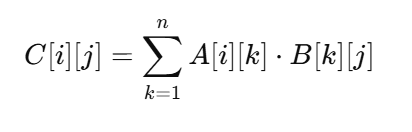 C[i][j] = \sum_{k=1}^{n} A[i][k] \cdot B[k][j]